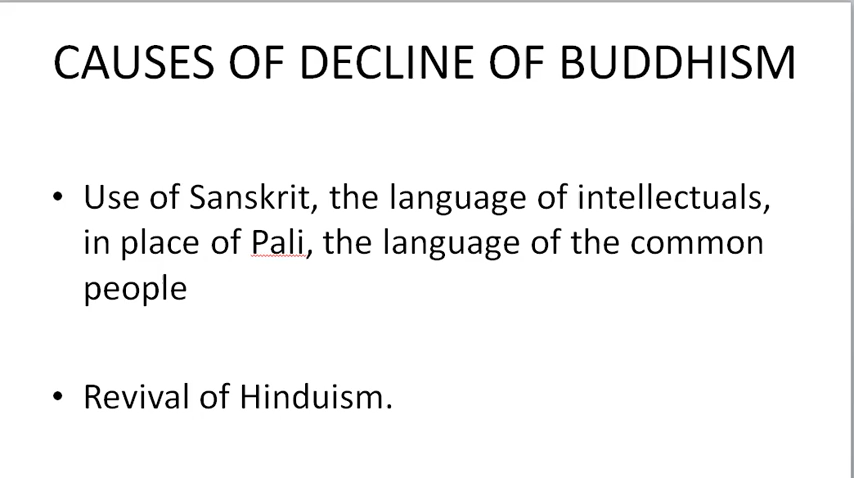 CAUSES OF DECLINE OF BUDDHISM
• Use of Sanskrit, the language of intellectuals,
in place of Pali, the language of the common
people
• Revival of Hinduism.